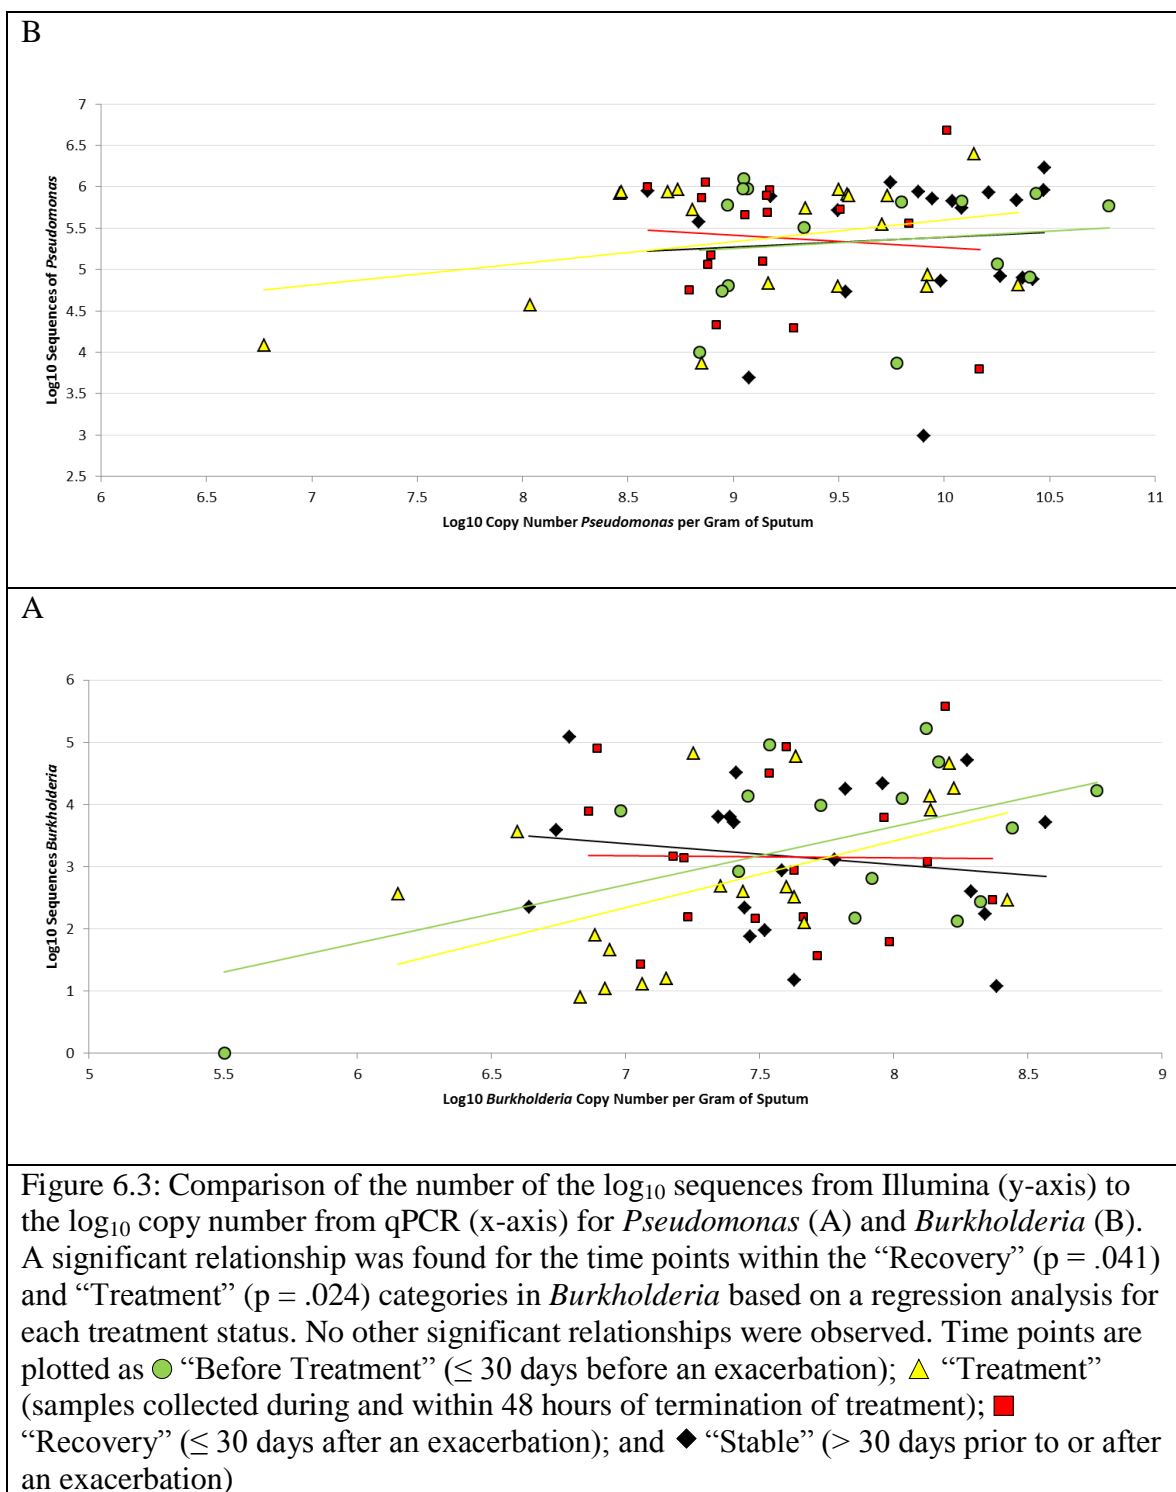 B
7
6.5
6
5.5
5
4.5
4
3.5
3
2.5
Log10 Sequences of Pseudomonas
6 6.5 7 7.5 8 8.5 9 9.5 10 10.5 11
Log10 Copy Number Pseudomonas per Gram of Sputum
A
6
5
4
3
2
1
0
Log10 Sequences Burkholderia
5 5.5 6 6.5 7 7.5 8 8.5 9
Log10 Burkholderia Copy Number per Gram of Sputum
Figure 6.3: Comparison of the number of the log₁₀ sequences from Illumina (y-axis) to
the log₁₀ copy number from qPCR (x-axis) for Pseudomonas (A) and Burkholderia (B).
A significant relationship was found for the time points within the “Recovery” (p = .041)
and “Treatment” (p = .024) categories in Burkholderia based on a regression analysis for
each treatment status. No other significant relationships were observed. Time points are
plotted as “Before Treatment” (≤ 30 days before an exacerbation); “Treatment”
(samples collected during and within 48 hours of termination of treatment);
“Recovery” (≤ 30 days after an exacerbation); and “Stable” (> 30 days prior to or after
an exacerbation)